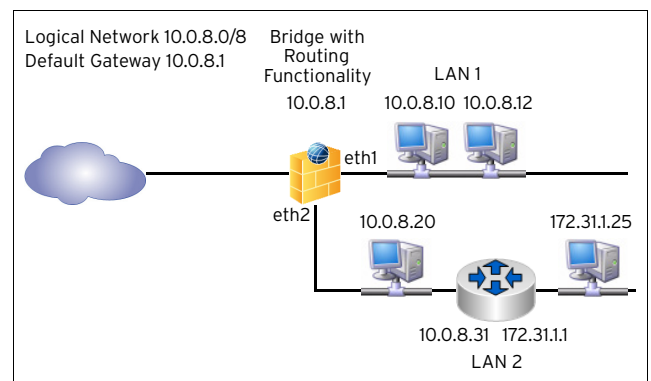 Logical Network 10.0.8.0/8
Default Gateway 10.0.8.1
Bridge with
Routing
Functionality
10.0.8.1
LAN 1
10.0.8.10 10.0.8.12
eth1
eth2
10.0.8.20
172.31.1.25
10.0.8.31 172.31.1.1
LAN 2